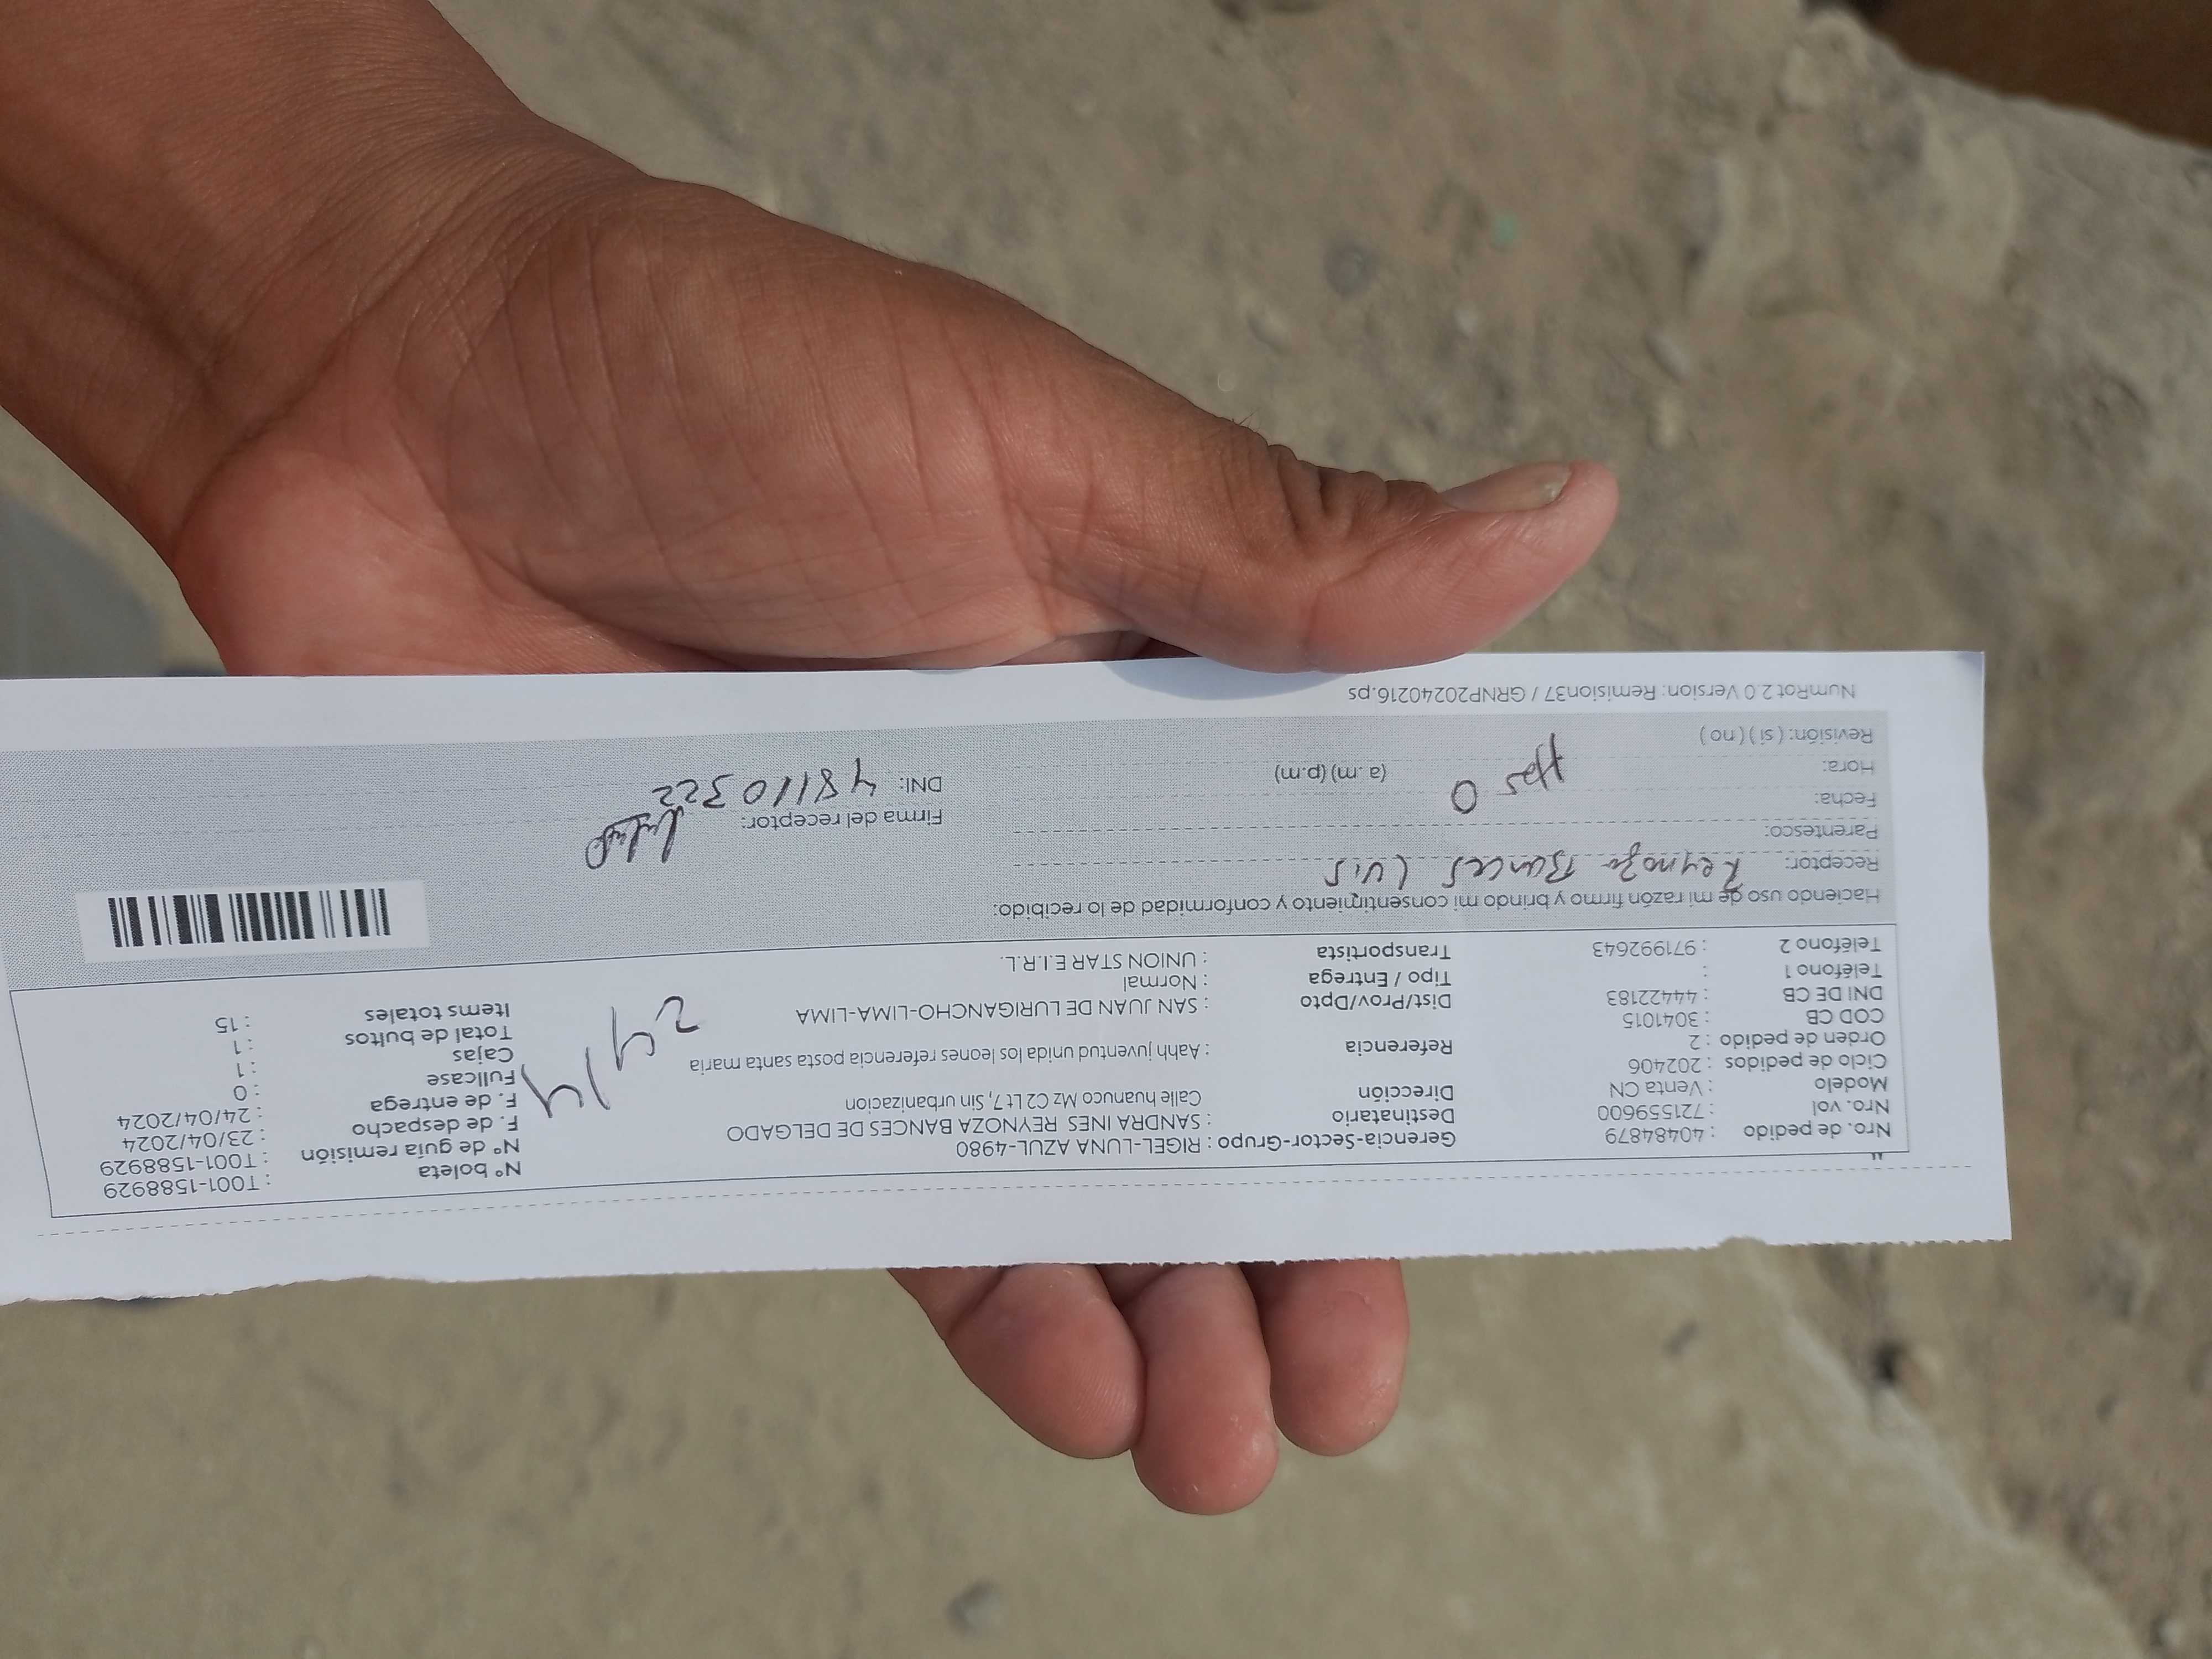 Nro. de pedido : 40484879
Nro. vol : 721559600
Modelo : Venta CN
Ciclo de pedidos : 202406
Orden de pedido : 2
COD CB : 3041015
DNI DE CB : 44422183
Teléfono 1 :
Teléfono 2 : 971992643
Gerencia-Sector-Grupo : RIGEL-LUNA AZUL-4980
Destinatario : SANDRA INES REYNOZA BANCES DE DELGADO
Dirección Calle huanuco Mz C2 Lt 7, Sin urbanizacion
Referencia : Aahh juventud unida los leones referencia posta santa maria
Dist/Prov/Dpto : SAN JUAN DE LURIGANCHO-LIMA-LIMA
Tipo / Entrega : Normal
Transportista : UNION STAR E.I.R.L.
N° boleta : T001-1588929
N° de guía remisión : T001-1588929
F. de despacho : 23/04/2024
F. de entrega : 24/04/2024
Fullcase : 0
Cajas : 1
Total de bultos : 1
Items totales : 15
Haciendo uso de mi razón firmo y brindo mi consentimiento y conformidad de lo recibido:
Receptor: Reynoza Bances Luis
Parentesco:
Fecha:
Hora: (a.m) (p.m)
Revisión: ( si ) ( no )
Firma del receptor:
DNI: 48110322
NumRot 2.0 Version: Remision37 / GRNP20240216.ps